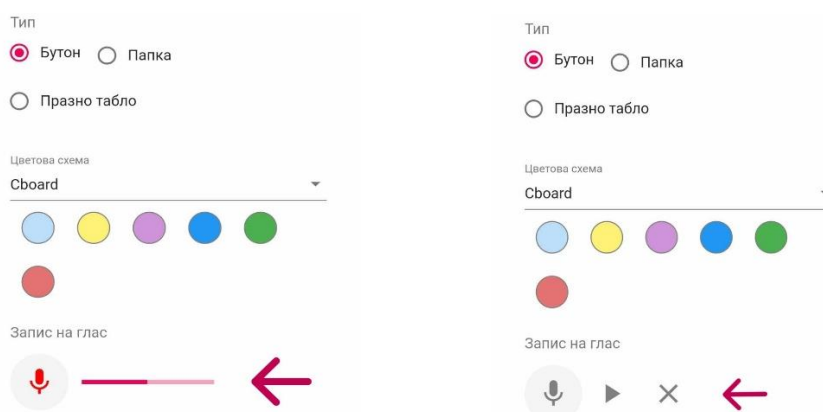 Тип
Бутон Папка
Празно табло
Цветова схема
Cboard
Запис на глас
Тип
Бутон Папка
Празно табло
Цветова схема
Cboard
Запис на глас